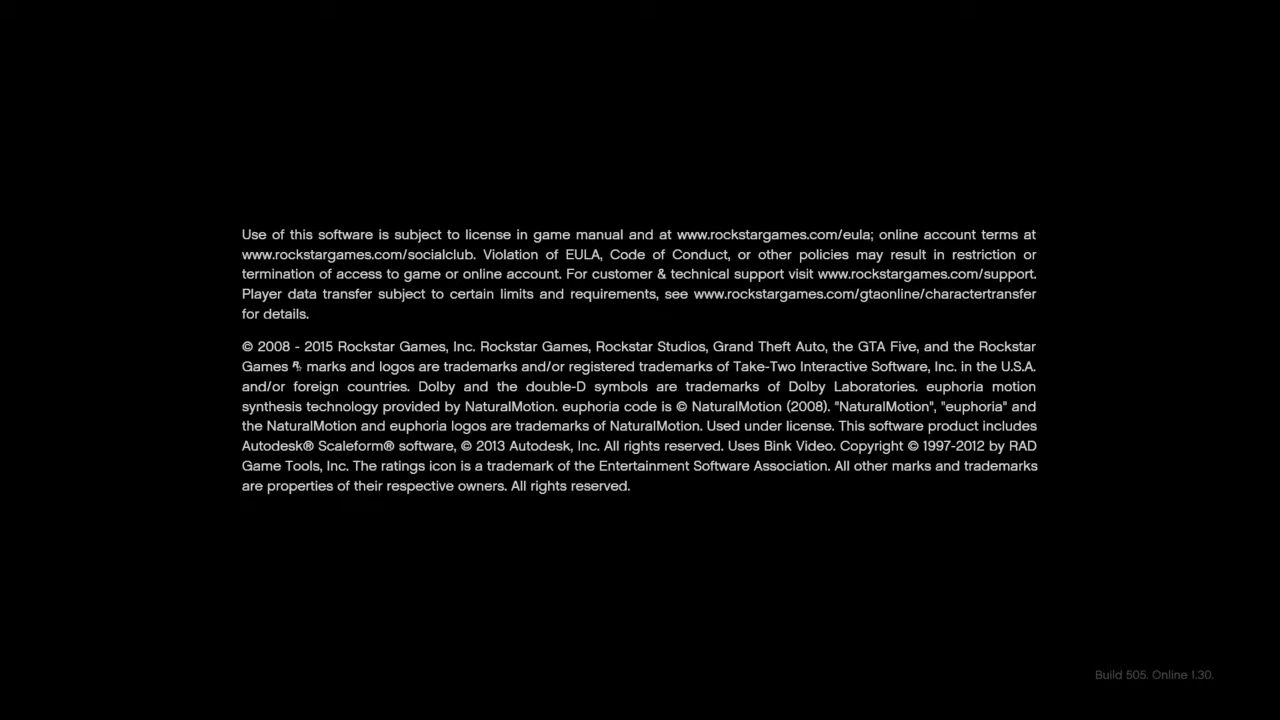 Use of this software is subject to license in game manual and at www.rockstargames.com/eula; online account terms at
www.rockstargames.com/socialclub. Violation of EULA, Code of Conduct, or other policies may result in restriction or
termination of access to game or online account. For customer & technical support visit www.rockstargames.com/support.
Player data transfer subject to certain limits and requirements, see www.rockstargames.com/gtaonline/charactertransfer
for details.
© 2008 - 2015 Rockstar Games, Inc. Rockstar Games, Rockstar Studios, Grand Theft Auto, the GTA Five, and the Rockstar
Games R* marks and logos are trademarks and/or registered trademarks of Take-Two Interactive Software, Inc. in the U.S.A.
and/or foreign countries. Dolby and the double-D symbols are trademarks of Dolby Laboratories. euphoria motion
synthesis technology provided by NaturalMotion. euphoria code is © NaturalMotion (2008). "NaturalMotion", "euphoria" and
the NaturalMotion and euphoria logos are trademarks of NaturalMotion. Used under license. This software product includes
Autodesk® Scaleform® software, © 2013 Autodesk, Inc. All rights reserved. Uses Bink Video. Copyright © 1997-2012 by RAD
Game Tools, Inc. The ratings icon is a trademark of the Entertainment Software Association. All other marks and trademarks
are properties of their respective owners. All rights reserved.
Build 505. Online 1.30.